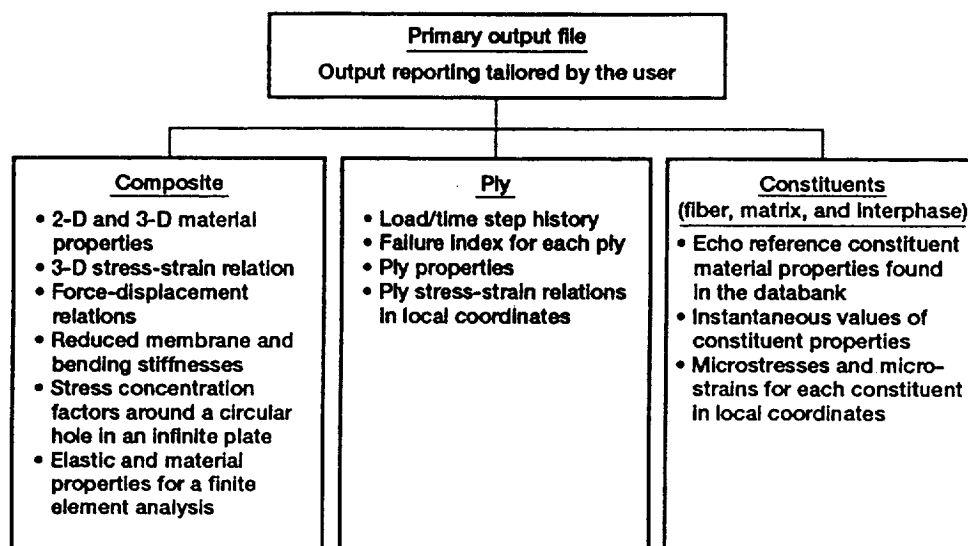 Primary output file
Output reporting tailored by the user
Composite
• 2-D and 3-D material
properties
• 3-D stress-strain relation
• Force-displacement
relations
• Reduced membrane and
bending stiffnesses
• Stress concentration
factors around a circular
hole in an infinite plate
• Elastic and material
properties for a finite
element analysis
Ply
• Load/time step history
• Failure index for each ply
• Ply properties
• Ply stress-strain relations
in local coordinates
Constituents
(fiber, matrix, and interphase)
• Echo reference constituent
material properties found
in the databank
• Instantaneous values of
constituent properties
• Microstresses and micro-
strains for each constituent
in local coordinates